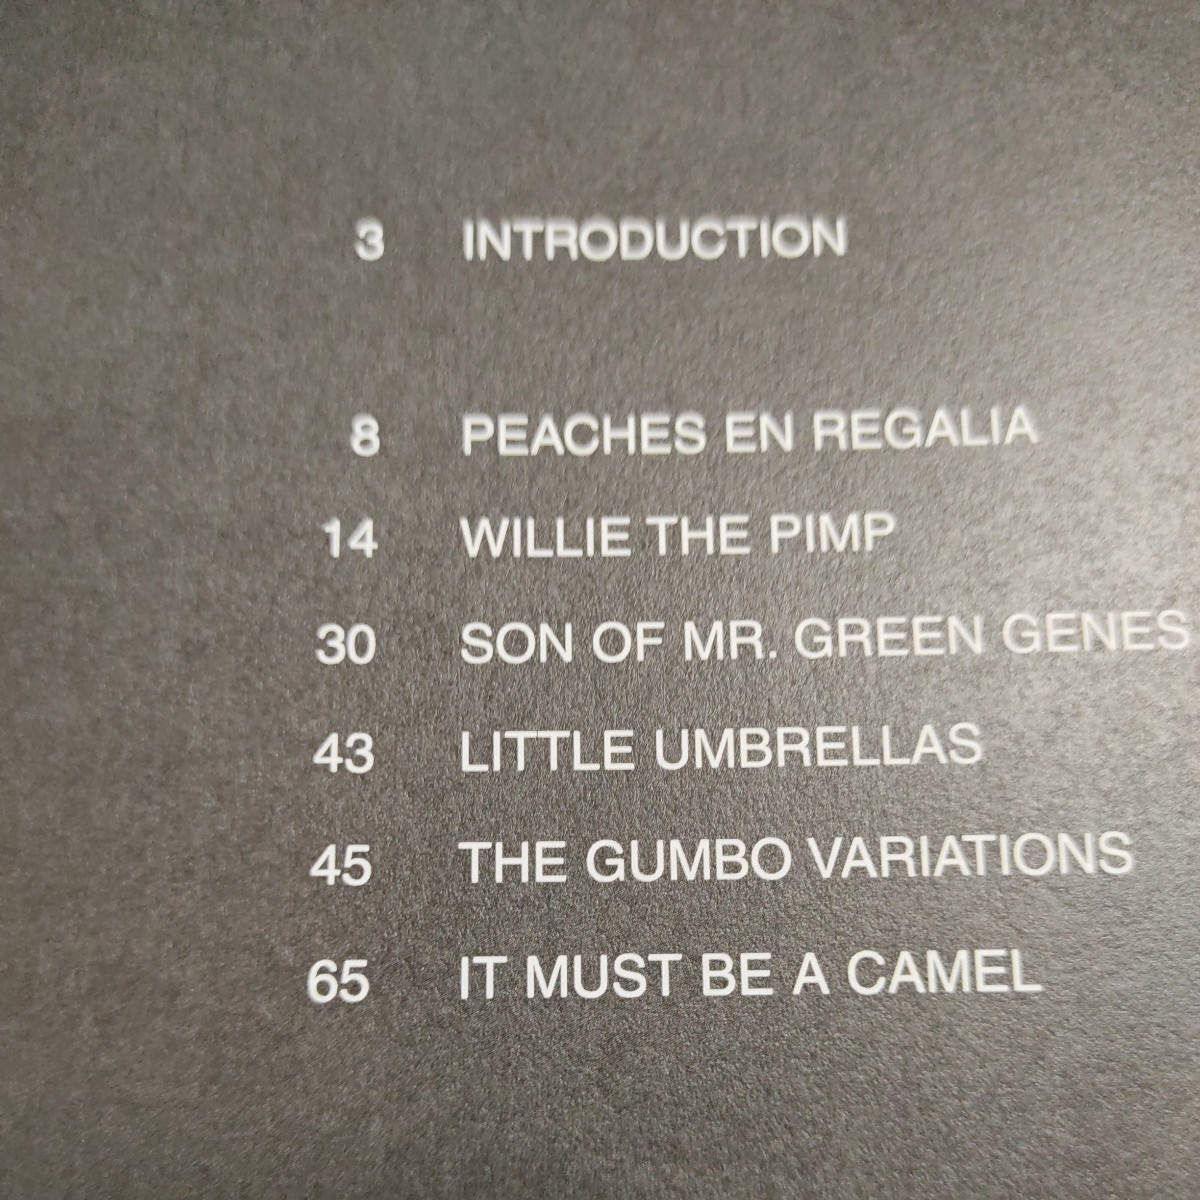 3 INTRODUCTION
8 PEACHES EN REGALIA
14 WILLIE THE PIMP
30 SON OF MR. GREEN GENES
43 LITTLE UMBRELLAS
45 THE GUMBO VARIATIONS
65 IT MUST BE A CAMEL